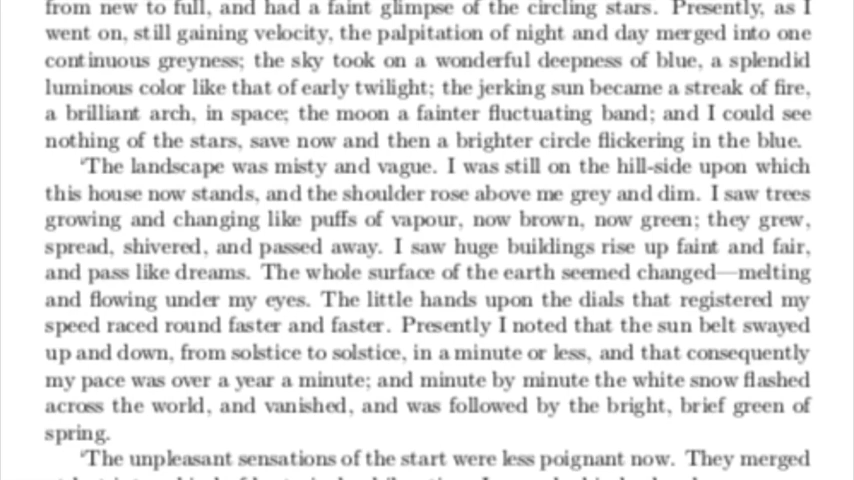 from new to full, and had a faint glimpse of the circling stars. Presently, as I
went on, still gaining velocity, the palpitation of night and day merged into one
continuous greyness; the sky took on a wonderful deepness of blue, a splendid
luminous color like that of early twilight; the jerking sun became a streak of fire,
a brilliant arch, in space; the moon a fainter fluctuating band; and I could see
nothing of the stars, save now and then a brighter circle flickering in the blue.
‘The landscape was misty and vague. I was still on the hill-side upon which
this house now stands, and the shoulder rose above me grey and dim. I saw trees
growing and changing like puffs of vapour, now brown, now green; they grew,
spread, shivered, and passed away. I saw huge buildings rise up faint and fair,
and pass like dreams. The whole surface of the earth seemed changed—melting
and flowing under my eyes. The little hands upon the dials that registered my
speed raced round faster and faster. Presently I noted that the sun belt swayed
up and down, from solstice to solstice, in a minute or less, and that consequently
my pace was over a year a minute; and minute by minute the white snow flashed
across the world, and vanished, and was followed by the bright, brief green of
spring.
‘The unpleasant sensations of the start were less poignant now. They merged